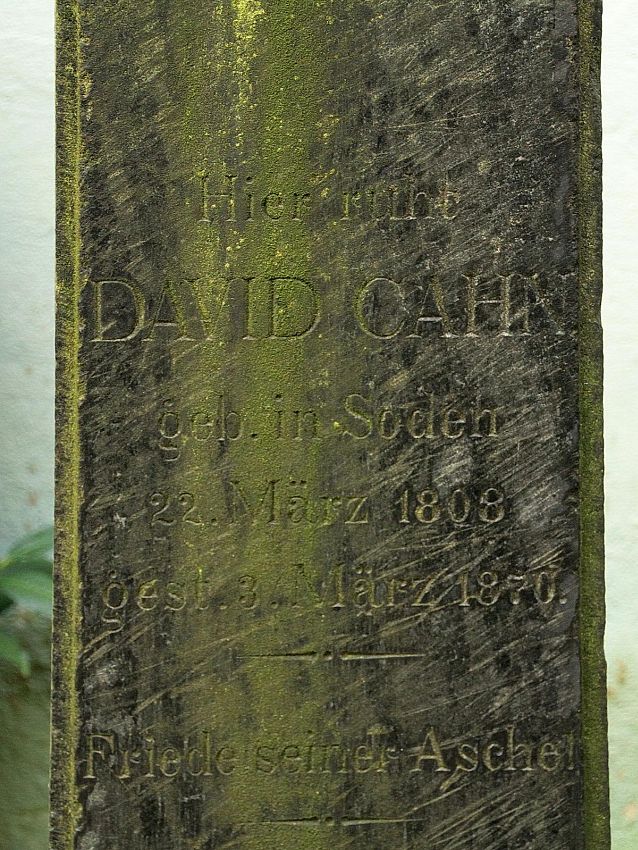 Hier ruht
DAVID CAHN
geb. in Soden
22. März 1808
gest. 3. März 1870.
Friede seiner Asche!